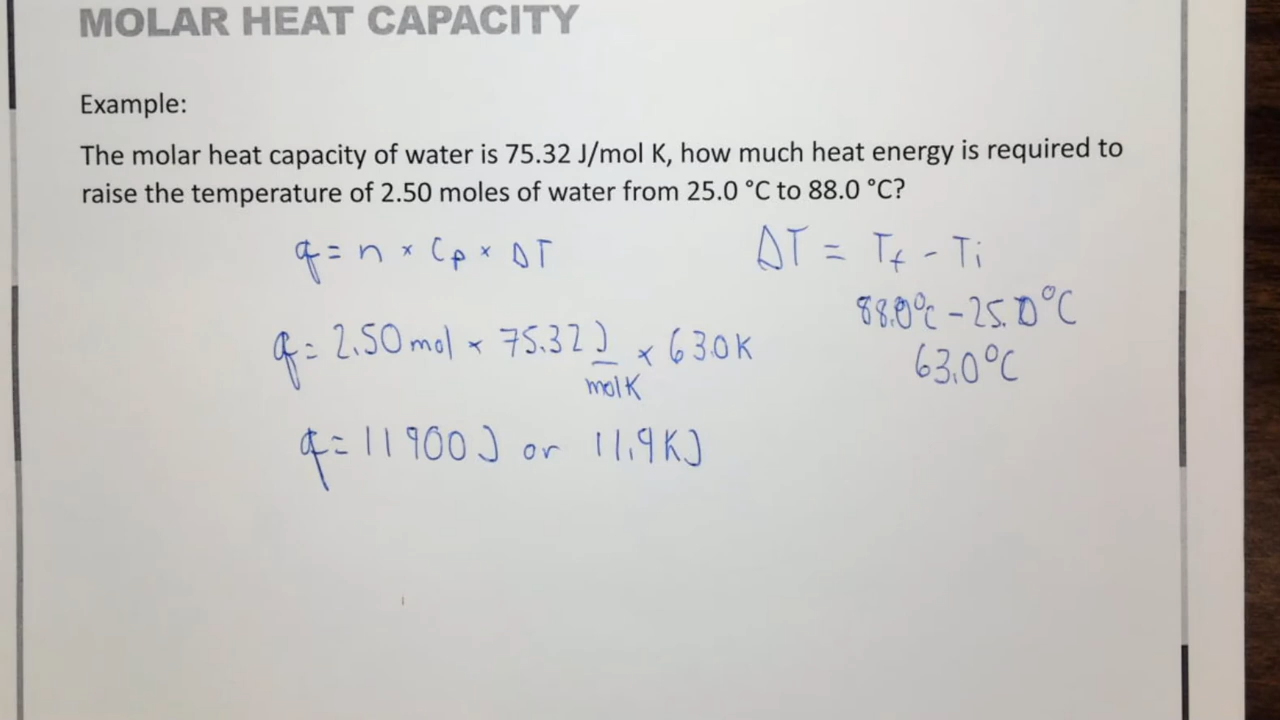 MOLAR HEAT CAPACITY
Example:
The molar heat capacity of water is 75.32 J/mol K, how much heat energy is required to
raise the temperature of 2.50 moles of water from 25.0 °C to 88.0 °C?
q = n × Cp × ΔT
ΔT = Tf - Ti
88.0°C - 25.0°C
63.0°C
q = 2.50 mol × 75.32 J/mol K × 63.0 K
q = 11900 J or 11.9 KJ